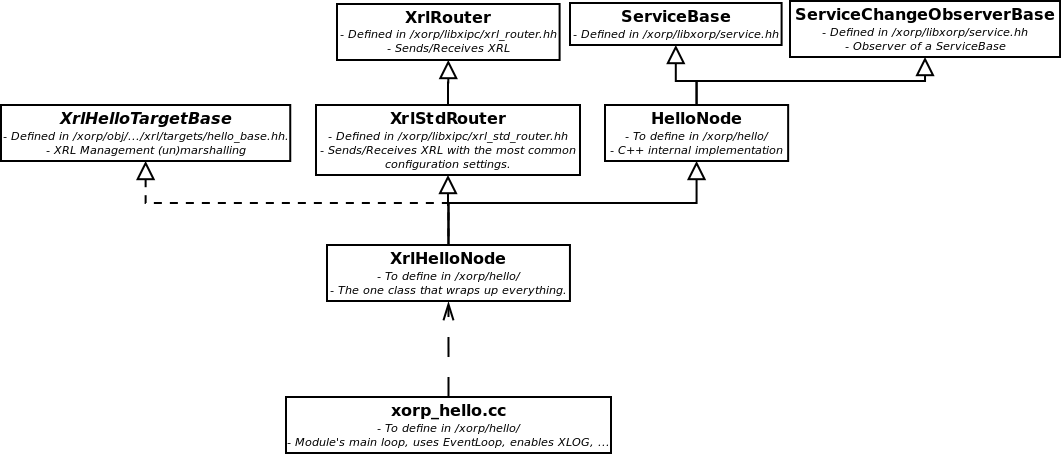 XrlRouter
- Defined in /xorp/libxipc/xrl_router.hh
- Sends/Receives XRL
ServiceBase
- Defined in /xorp/libxorp/service.hh
ServiceChangeObserverBase
- Defined in /xorp/libxorp/service.hh
- Observer of a ServiceBase
XrlHelloTargetBase
- Defined in /xorp/obj/.../xrl/targets/hello_base.hh.
- XRL Management (un)marshalling
XrlStdRouter
- Defined in /xorp/libxipc/xrl_std_router.hh
- Sends/Receives XRL with the most common
configuration settings.
HelloNode
- To define in /xorp/hello/
- C++ internal implementation
XrlHelloNode
- To define in /xorp/hello/
- The one class that wraps up everything.
xorp_hello.cc
- To define in /xorp/hello/
- Module's main loop, uses EventLoop, enables XLOG, ...